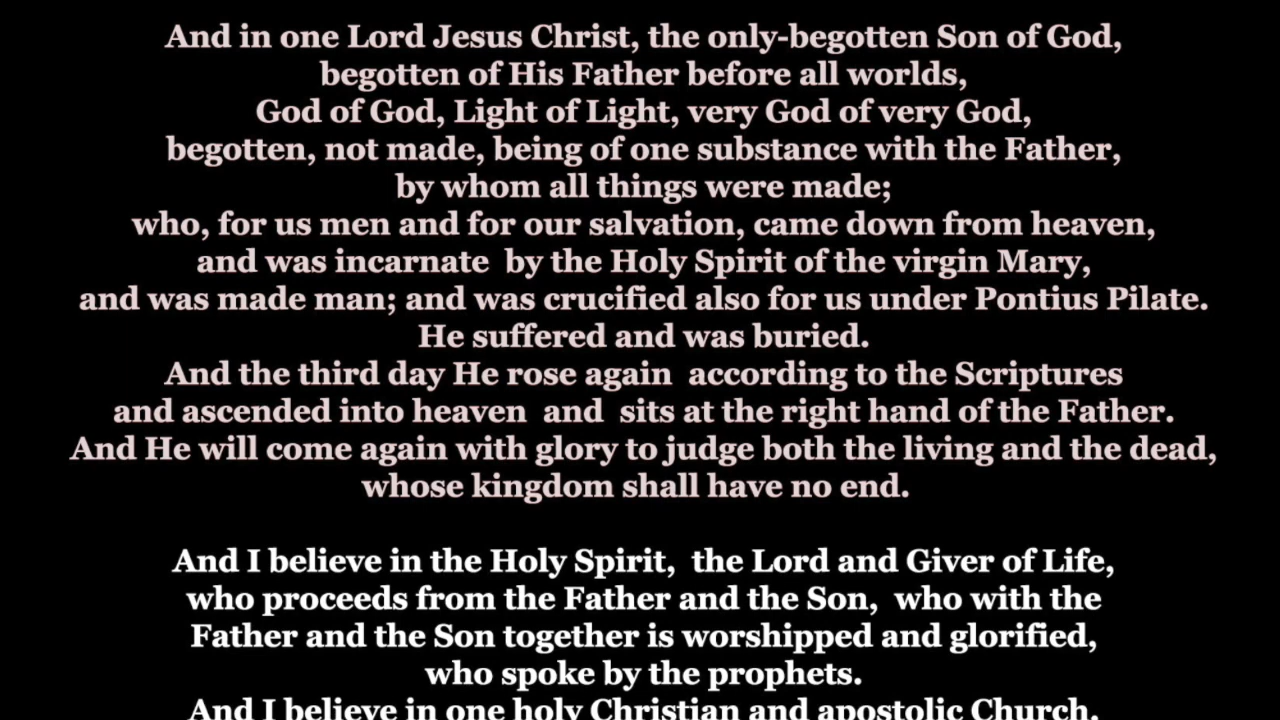 And in one Lord Jesus Christ, the only-begotten Son of God,
begotten of His Father before all worlds,
God of God, Light of Light, very God of very God,
begotten, not made, being of one substance with the Father,
by whom all things were made;
who, for us men and for our salvation, came down from heaven,
and was incarnate by the Holy Spirit of the virgin Mary,
and was made man; and was crucified also for us under Pontius Pilate.
He suffered and was buried.
And the third day He rose again according to the Scriptures
and ascended into heaven and sits at the right hand of the Father.
And He will come again with glory to judge both the living and the dead,
whose kingdom shall have no end.
And I believe in the Holy Spirit, the Lord and Giver of Life,
who proceeds from the Father and the Son, who with the
Father and the Son together is worshipped and glorified,
who spoke by the prophets.
And I believe in one holy Christian and apostolic Church,